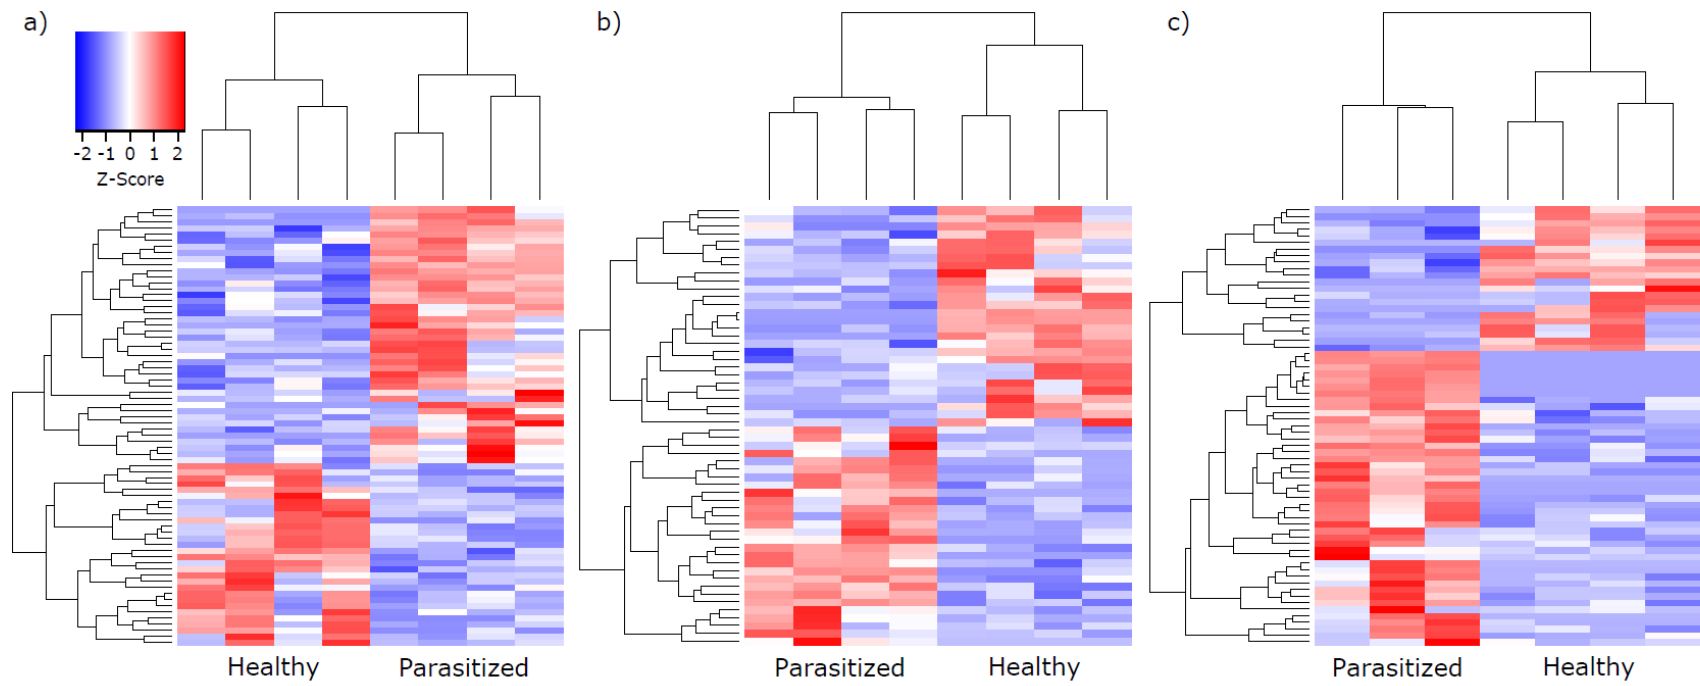 a)
b)
c)
-2 -1 0 1 2
Z-Score
Healthy Parasitized
Parasitized Healthy
Parasitized Healthy